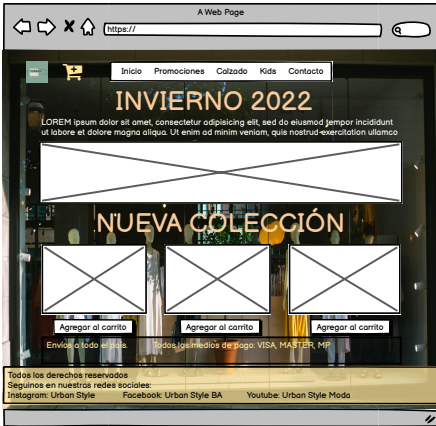 A Web Page
https://
Inicio Promociones Calzado Kids Contacto
INVIERNO 2022
LOREM ipsum dolor sit amet, consectetur adipisicing elit, sed do eiusmod tempor incididunt
ut labore et dolore magna aliqua. Ut enim ad minim veniam, quis nostrud exercitation ullamco
NUEVA COLECCIÓN
Agregar al carrito Agregar al carrito Agregar al carrito
Envíos a todo el país. Todos los medios de pago: VISA, MASTER, MP
Todos los derechos reservados
Seguinos en nuestras redes sociales:
Instagram: Urban Style Facebook: Urban Style BA Youtube: Urban Style Moda